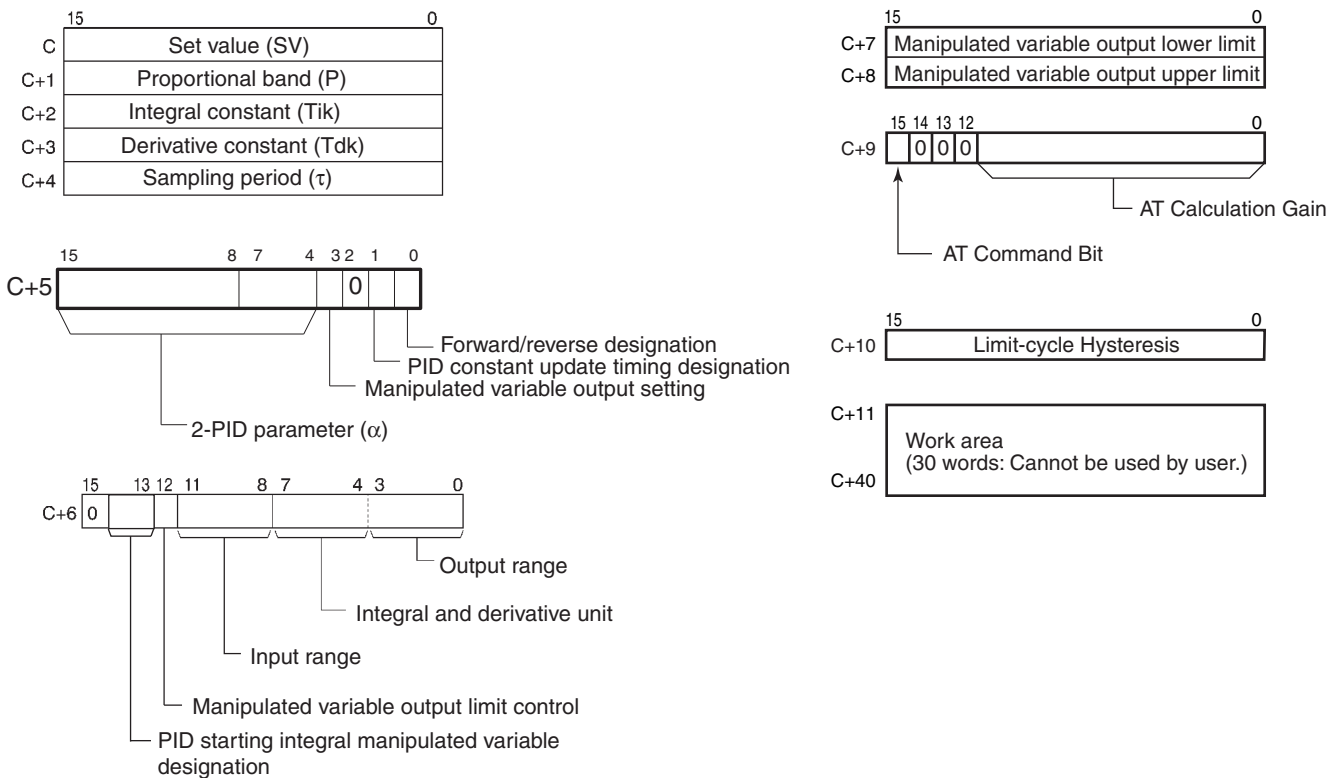 15 0
C Set value (SV)
C+1 Proportional band (P)
C+2 Integral constant (Tik)
C+3 Derivative constant (Tdk)
C+4 Sampling period (τ)
15 8 7 4 3 2 1 0
C+5 0
Forward/reverse designation
PID constant update timing designation
Manipulated variable output setting
2-PID parameter (α)
15 13 12 11 8 7 4 3 0
C+6 0
Output range
Integral and derivative unit
Input range
Manipulated variable output limit control
PID starting integral manipulated variable
designation
15 0
C+7 Manipulated variable output lower limit
C+8 Manipulated variable output upper limit
15 14 13 12 0
C+9 0 0 0
AT Calculation Gain
AT Command Bit
15 0
C+10 Limit-cycle Hysteresis
C+11
Work area
(30 words: Cannot be used by user.)
C+40